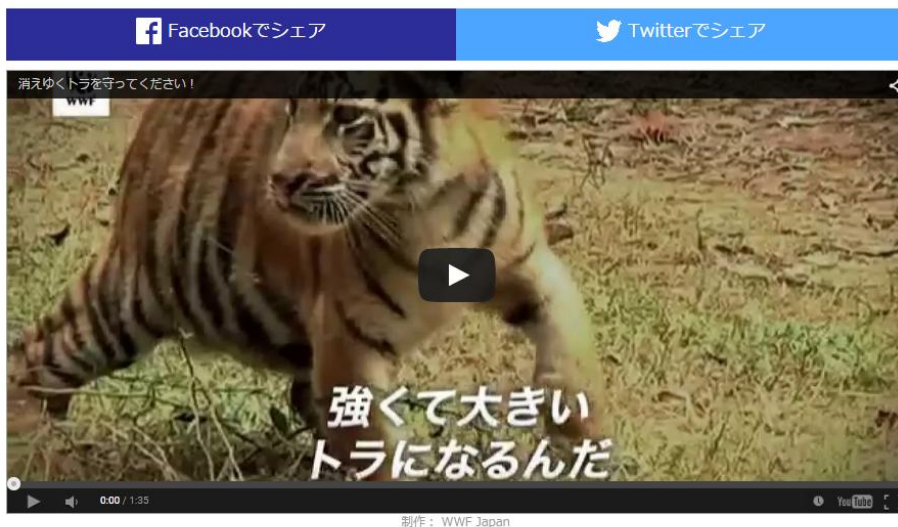 Facebookでシェア
Twitterでシェア
消えゆくトラを守ってください！
WWF
強くて大きい
トラになるんだ
0:00 / 1:35
YouTube
制作： WWF Japan